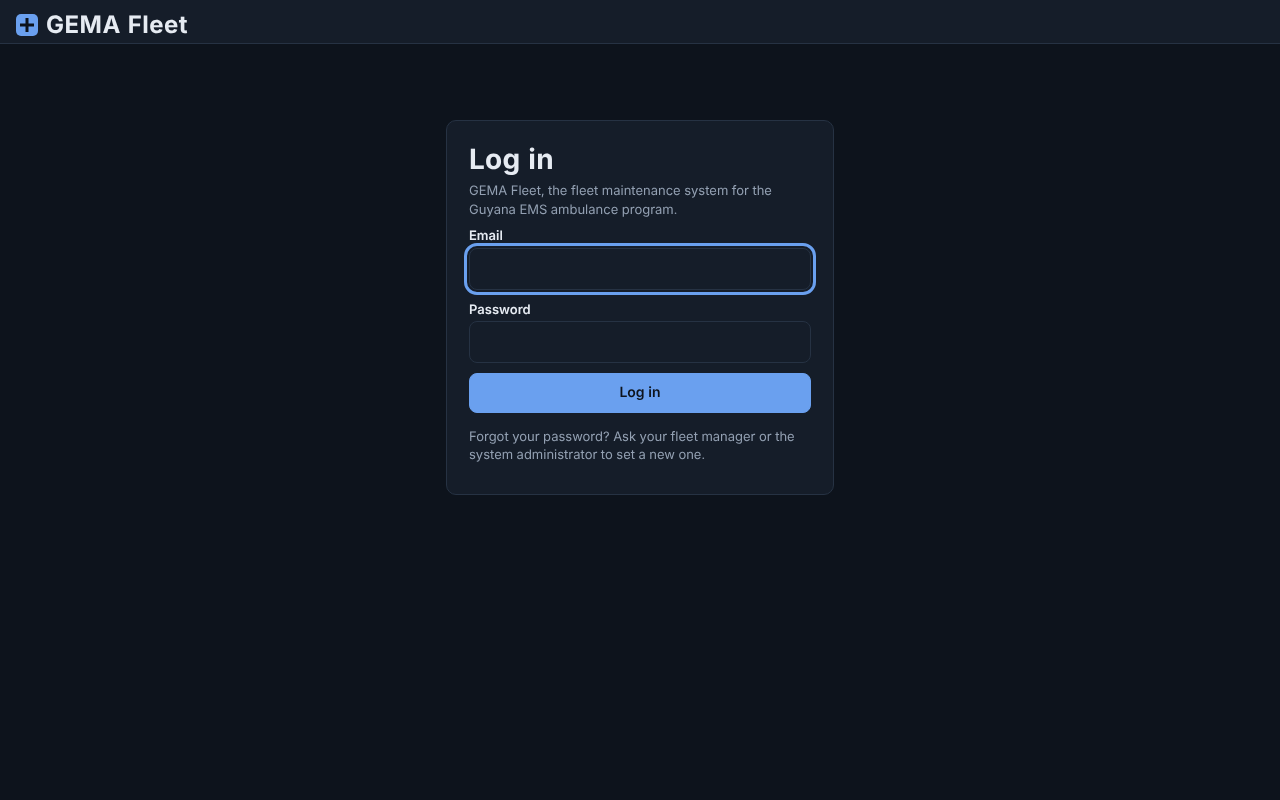 GEMA Fleet
Log in
GEMA Fleet, the fleet maintenance system for the
Guyana EMS ambulance program.
Email
Password
Log in
Forgot your password? Ask your fleet manager or the
system administrator to set a new one.